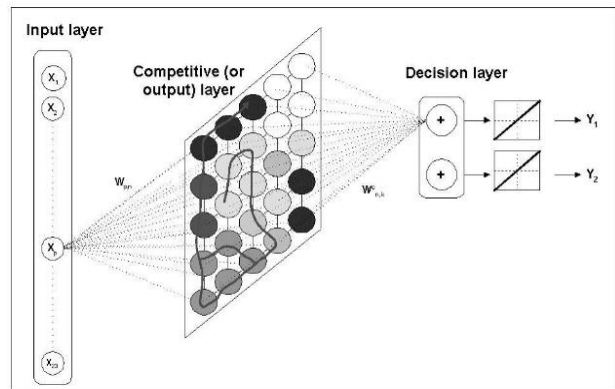 Input layer
X1
X2
Xp
X23
Competitive (or
output) layer
Wpn
Decision layer
+
+
Y1
Y2